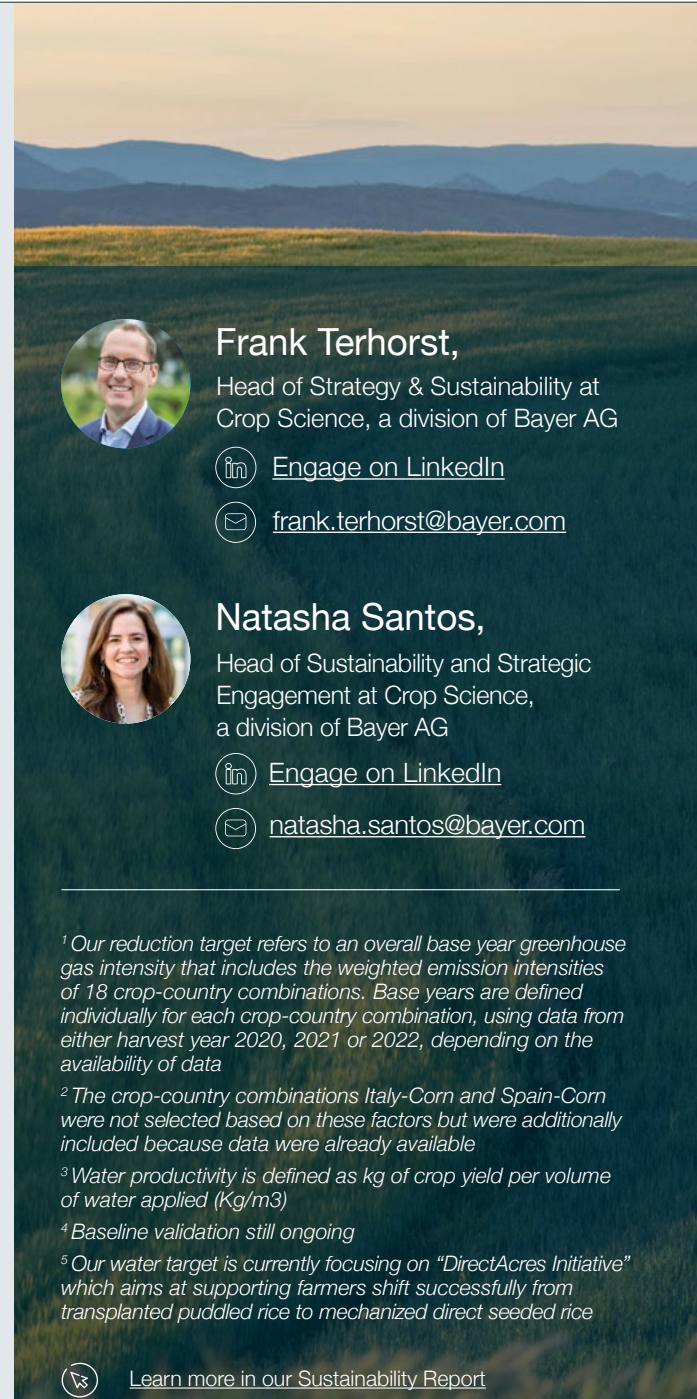 Frank Terhorst,
Head of Strategy & Sustainability at
Crop Science, a division of Bayer AG
in Engage on LinkedIn
frank.terhorst@bayer.com
Natasha Santos,
Head of Sustainability and Strategic
Engagement at Crop Science,
a division of Bayer AG
in Engage on LinkedIn
natasha.santos@bayer.com
1 Our reduction target refers to an overall base year greenhouse
gas intensity that includes the weighted emission intensities
of 18 crop-country combinations. Base years are defined
individually for each crop-country combination, using data from
either harvest year 2020, 2021 or 2022, depending on the
availability of data
2 The crop-country combinations Italy-Corn and Spain-Corn
were not selected based on these factors but were additionally
included because data were already available
3 Water productivity is defined as kg of crop yield per volume
of water applied (Kg/m3)
4 Baseline validation still ongoing
5 Our water target is currently focusing on “DirectAcres Initiative”
which aims at supporting farmers shift successfully from
transplanted puddled rice to mechanized direct seeded rice
Learn more in our Sustainability Report